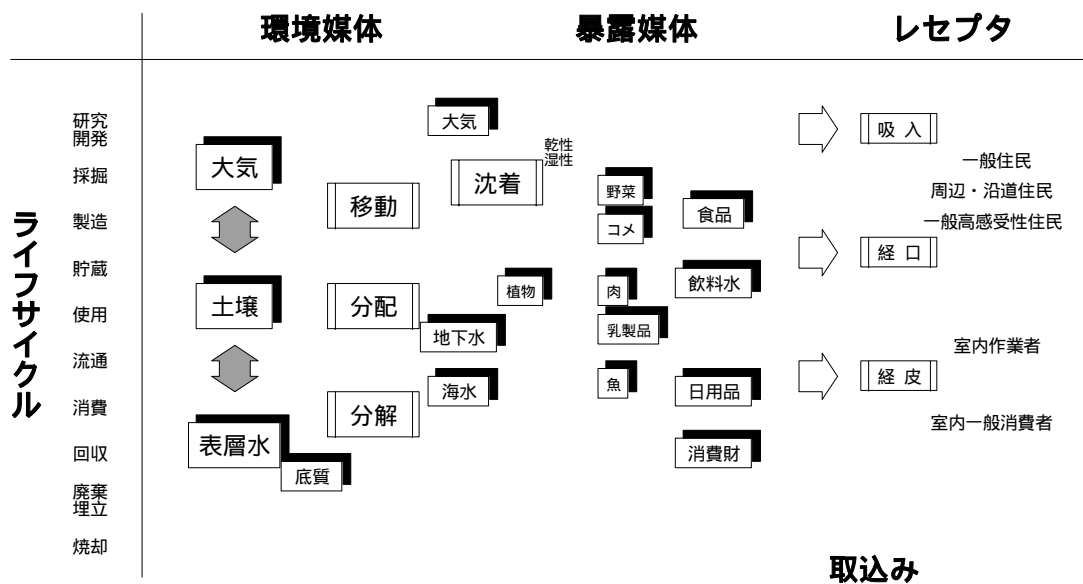 環境媒体
暴露媒体
レセプタ
ライフサイクル
研究
開発
採掘
製造
貯蔵
使用
流通
消費
回収
廃棄
埋立
焼却
大気
土壌
表層水
底質
移動
分配
分解
大気
沈着
乾性
湿性
植物
地下水
海水
野菜
コメ
肉
乳製品
魚
食品
飲料水
日用品
消費財
吸入
経口
経皮
一般住民
周辺・沿道住民
一般高感受性住民
室内作業者
室内一般消費者
取込み